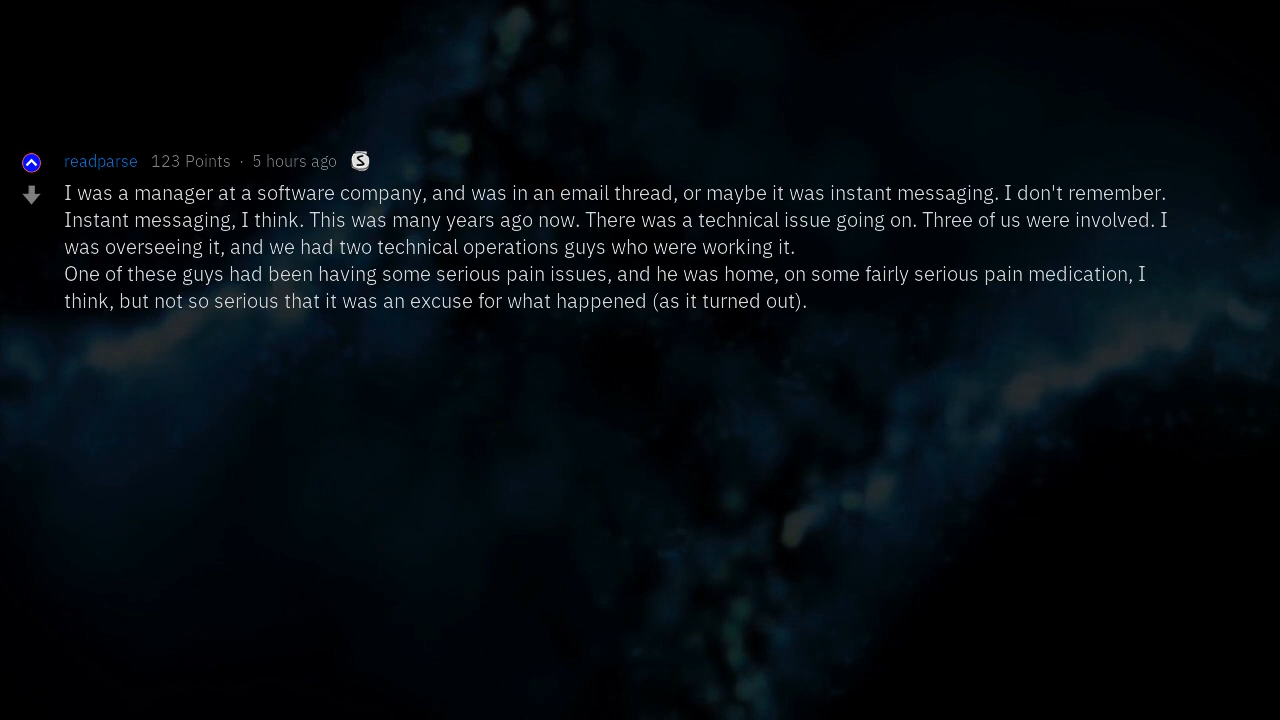 readparse 123 Points · 5 hours ago S
I was a manager at a software company, and was in an email thread, or maybe it was instant messaging. I don't remember.
Instant messaging, I think. This was many years ago now. There was a technical issue going on. Three of us were involved. I
was overseeing it, and we had two technical operations guys who were working it.
One of these guys had been having some serious pain issues, and he was home, on some fairly serious pain medication, I
think, but not so serious that it was an excuse for what happened (as it turned out).